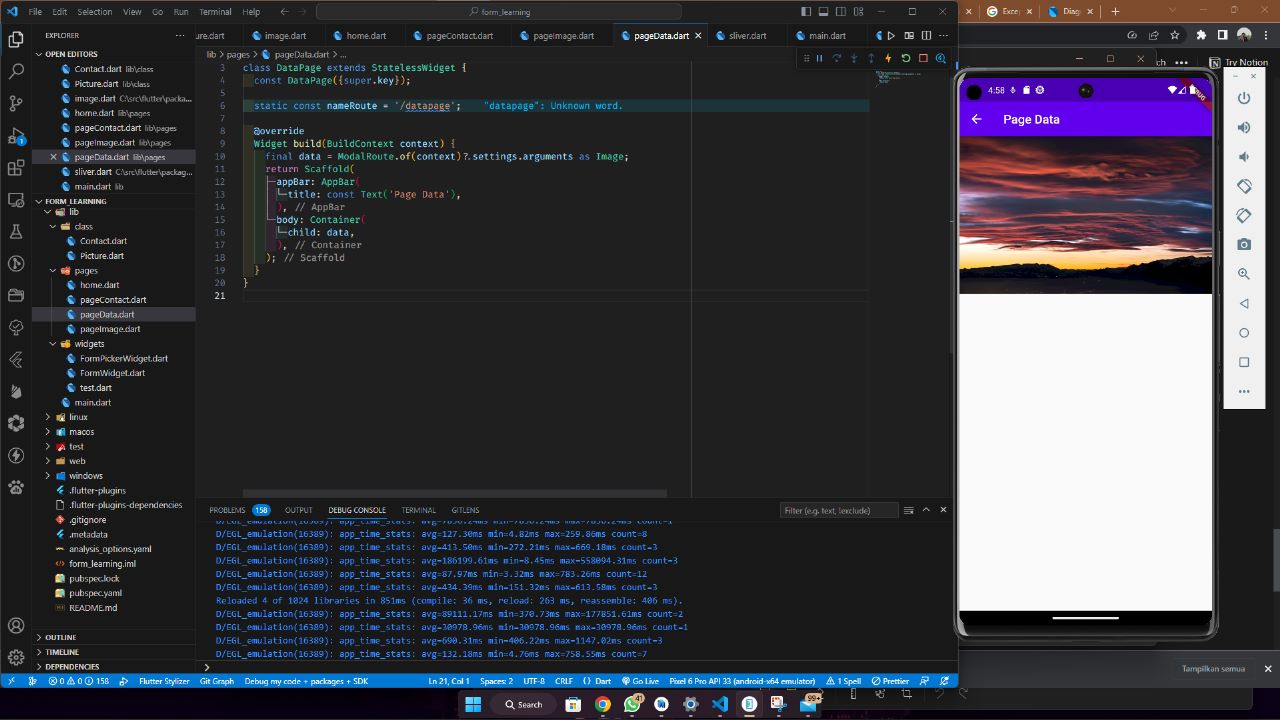 File Edit Selection View Go Run Terminal Help
form_learning
EXPLORER
OPEN EDITORS
Contact.dart lib\class
Picture.dart lib\class
image.dart C:\src\flutter\packa...
home.dart lib\pages
pageContact.dart lib\pages
pageImage.dart lib\pages
pageData.dart lib\pages
sliver.dart C:\src\flutter\packag...
main.dart lib
FORM_LEARNING
lib
class
Contact.dart
Picture.dart
pages
home.dart
pageContact.dart
pageData.dart
pageImage.dart
widgets
FormPickerWidget.dart
FormWidget.dart
test.dart
main.dart
linux
macos
test
web
windows
.flutter-plugins
.flutter-plugins-dependencies
.gitignore
.metadata
analysis_options.yaml
form_learning.iml
pubspec.lock
pubspec.yaml
README.md
OUTLINE
TIMELINE
DEPENDENCIES
ure.dart image.dart home.dart pageContact.dart pageImage.dart pageData.dart sliver.dart main.dart
lib > pages > pageData.dart > ...
3 class DataPage extends StatelessWidget {
4 const DataPage({super.key});
5
6 static const nameRoute = '/datapage'; "datapage": Unknown word.
7
8 @override
9 Widget build(BuildContext context) {
10 final data = ModalRoute.of(context)?.settings.arguments as Image;
11 return Scaffold(
12 appBar: AppBar(
13 title: const Text('Page Data'),
14 ), // AppBar
15 body: Container(
16 child: data,
17 ), // Container
18 ); // Scaffold
19 }
20 }
21
PROBLEMS 158 OUTPUT DEBUG CONSOLE TERMINAL GITLENS
Filter (e.g. text, !exclude)
D/EGL_emulation(16389): app_time_stats: avg=7856.24ms min=7856.24ms max=7856.24ms count=1
D/EGL_emulation(16389): app_time_stats: avg=127.30ms min=4.82ms max=259.86ms count=8
D/EGL_emulation(16389): app_time_stats: avg=413.50ms min=272.21ms max=669.18ms count=3
D/EGL_emulation(16389): app_time_stats: avg=186199.61ms min=8.45ms max=558094.31ms count=3
D/EGL_emulation(16389): app_time_stats: avg=87.97ms min=3.32ms max=783.26ms count=12
D/EGL_emulation(16389): app_time_stats: avg=434.39ms min=151.32ms max=613.58ms count=3
Reloaded 4 of 1024 libraries in 851ms (compile: 36 ms, reload: 263 ms, reassemble: 406 ms).
D/EGL_emulation(16389): app_time_stats: avg=89111.17ms min=370.73ms max=177851.61ms count=2
D/EGL_emulation(16389): app_time_stats: avg=30978.96ms min=30978.96ms max=30978.96ms count=1
D/EGL_emulation(16389): app_time_stats: avg=690.31ms min=406.22ms max=1147.02ms count=3
D/EGL_emulation(16389): app_time_stats: avg=132.18ms min=4.76ms max=758.55ms count=7
0 0 158 Flutter Stylizer Git Graph Debug my code + packages + SDK Ln 21, Col 1 Spaces: 2 UTF-8 CRLF {} Dart Go Live Pixel 6 Pro API 33 (android-x64 emulator) 1 Spell Prettier
Search
41
99+
Diag
Try Notion
4:58
Page Data
Tampilkan semua